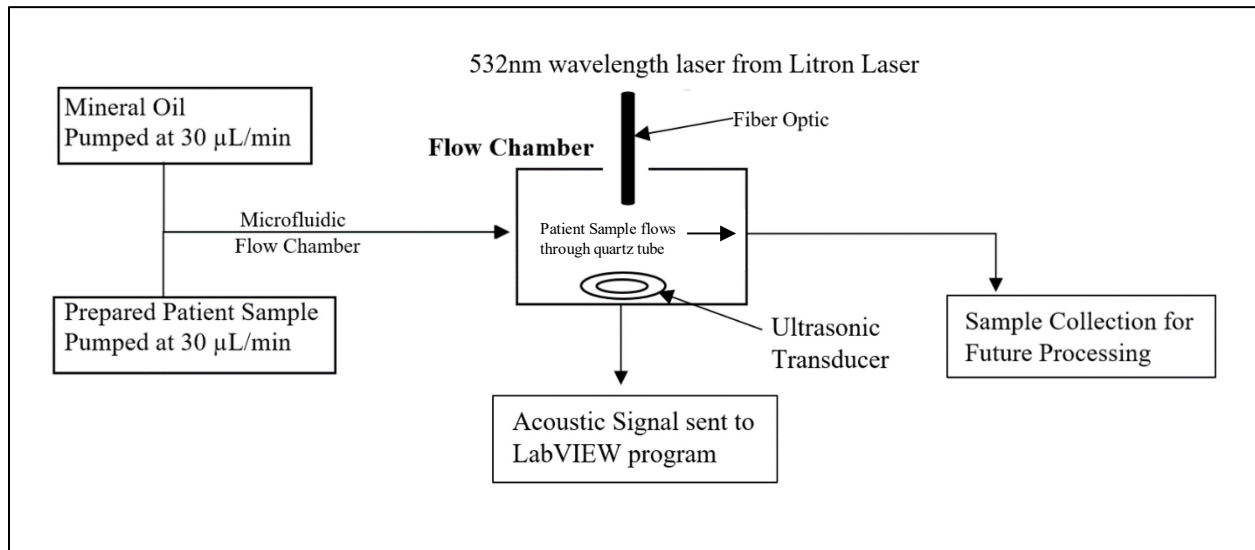 532nm wavelength laser from Litron Laser
Mineral Oil
Pumped at 30 µL/min
Fiber Optic
Flow Chamber
Microfluidic
Flow Chamber
Patient Sample flows
through quartz tube
Prepared Patient Sample
Pumped at 30 µL/min
Ultrasonic
Transducer
Sample Collection for
Future Processing
Acoustic Signal sent to
LabVIEW program